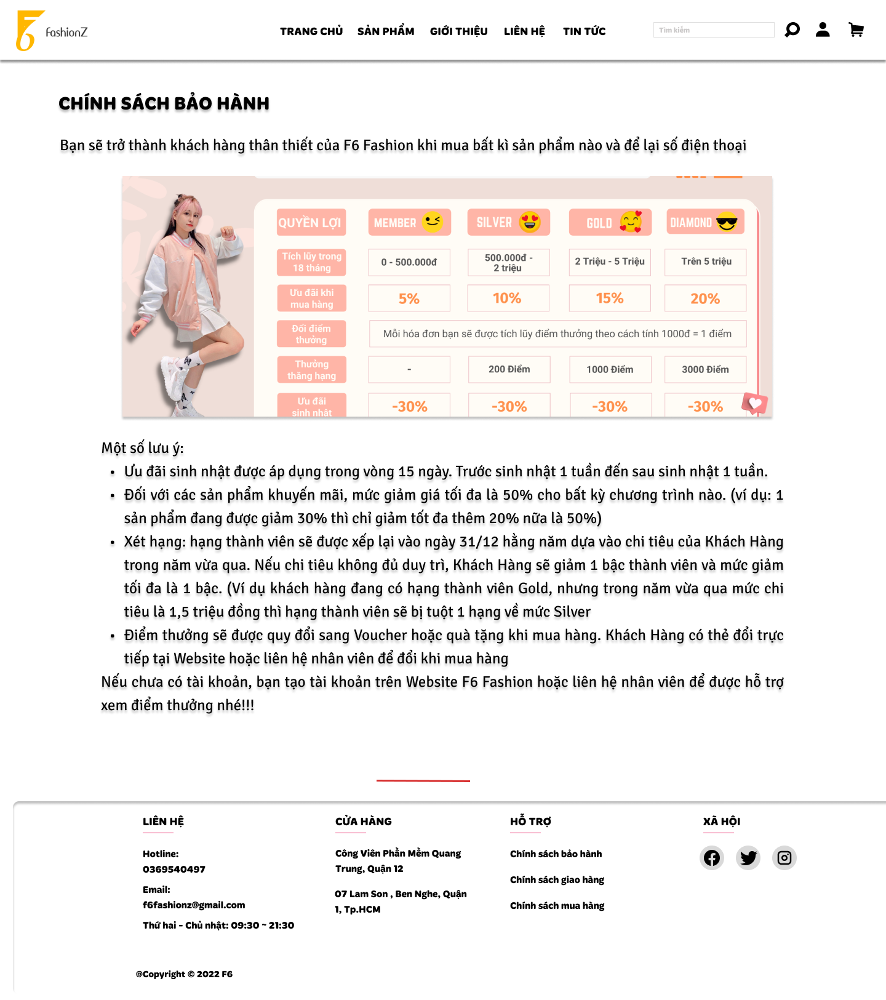 FashionZ
TRANG CHỦ SẢN PHẨM GIỚI THIỆU LIÊN HỆ TIN TỨC
Tìm kiếm
CHÍNH SÁCH BẢO HÀNH
Bạn sẽ trở thành khách hàng thân thiết của F6 Fashion khi mua bất kì sản phẩm nào và để lại số điện thoại
QUYỀN LỢI MEMBER SILVER GOLD DIAMOND
Tích lũy trong
18 tháng
0 - 500.000đ
500.000đ -
2 triệu
2 Triệu - 5 Triệu
Trên 5 triệu
Ưu đãi khi
mua hàng
5% 10% 15% 20%
Đổi điểm
thưởng
Mỗi hóa đơn bạn sẽ được tích lũy điểm thưởng theo cách tính 1000đ = 1 điểm
Thưởng
thăng hạng
- 200 Điểm 1000 Điểm 3000 Điểm
Ưu đãi
sinh nhật
-30% -30% -30% -30%
Một số lưu ý:
▪ Ưu đãi sinh nhật được áp dụng trong vòng 15 ngày. Trước sinh nhật 1 tuần đến sau sinh nhật 1 tuần.
▪ Đối với các sản phẩm khuyến mãi, mức giảm giá tối đa là 50% cho bất kỳ chương trình nào. (ví dụ: 1
sản phẩm đang được giảm 30% thì chỉ giảm tốt đa thêm 20% nữa là 50%)
▪ Xét hạng: hạng thành viên sẽ được xếp lại vào ngày 31/12 hằng năm dựa vào chi tiêu của Khách Hàng
trong năm vừa qua. Nếu chi tiêu không đủ duy trì, Khách Hàng sẽ giảm 1 bậc thành viên và mức giảm
tối đa là 1 bậc. (Ví dụ khách hàng đang có hạng thành viên Gold, nhưng trong năm vừa qua mức chi
tiêu là 1,5 triệu đồng thì hạng thành viên sẽ bị tuột 1 hạng về mức Silver
▪ Điểm thưởng sẽ được quy đổi sang Voucher hoặc quà tặng khi mua hàng. Khách Hàng có thẻ đổi trực
tiếp tại Website hoặc liên hệ nhân viên để đổi khi mua hàng
Nếu chưa có tài khoản, bạn tạo tài khoản trên Website F6 Fashion hoặc liên hệ nhân viên để được hỗ trợ
xem điểm thưởng nhé!!!
LIÊN HỆ
Hotline:
0369540497
Email:
f6fashionz@gmail.com
Thứ hai - Chủ nhật: 09:30 ~ 21:30
CỬA HÀNG
Công Viên Phần Mềm Quang
Trung, Quận 12
07 Lam Son , Ben Nghe, Quận
1, Tp.HCM
HỖ TRỢ
Chính sách bảo hành
Chính sách giao hàng
Chính sách mua hàng
XÃ HỘI
@Copyright © 2022 F6